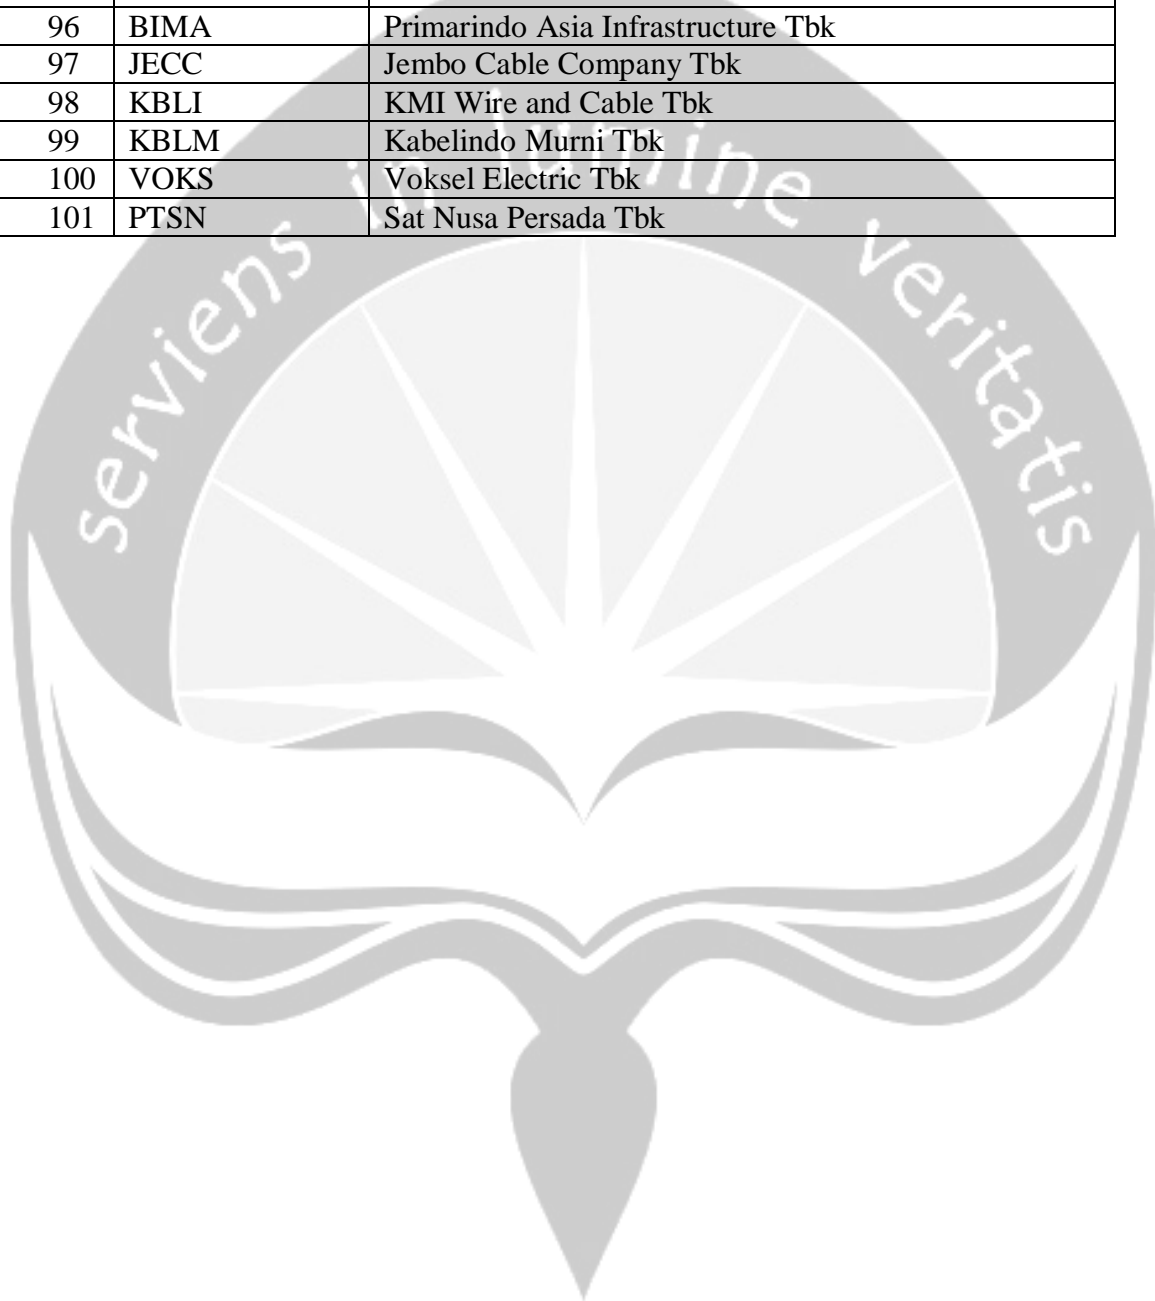 96 BIMA Primarindo Asia Infrastructure Tbk
97 JECC Jembo Cable Company Tbk
98 KBLI KMI Wire and Cable Tbk
99 KBLM Kabelindo Murni Tbk
100 VOKS Voksel Electric Tbk
101 PTSN Sat Nusa Persada Tbk
serviens in lumine veritatis